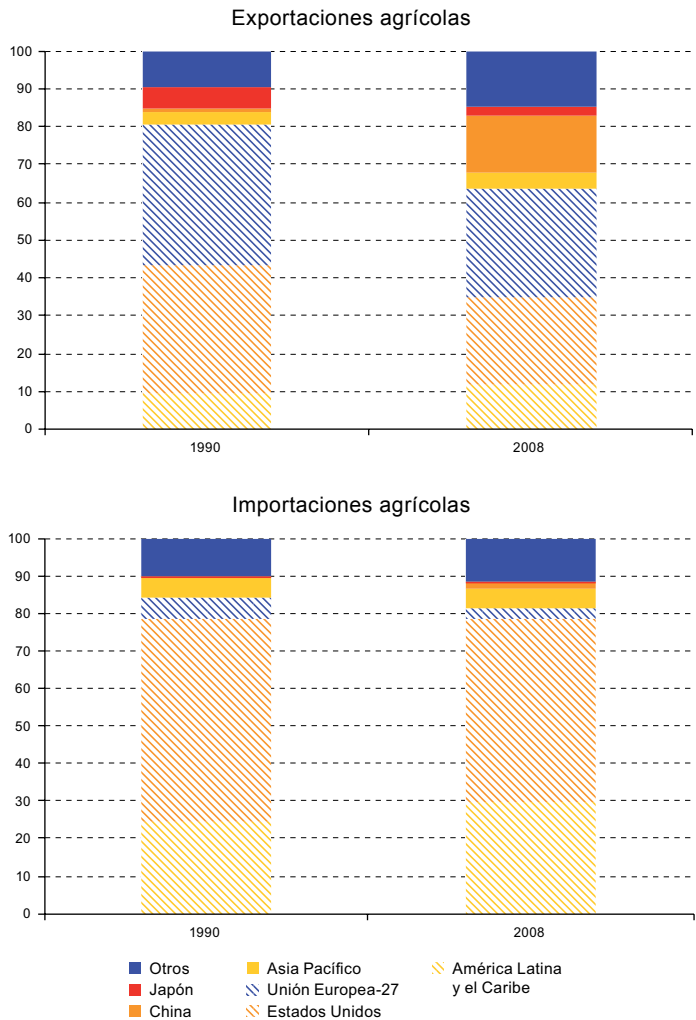 Exportaciones agrícolas
100
90
80
70
60
50
40
30
20
10
0
1990
2008
Importaciones agrícolas
100
90
80
70
60
50
40
30
20
10
0
1990
2008
Otros
Japón
China
Asia Pacífico
Unión Europea-27
Estados Unidos
América Latina
y el Caribe